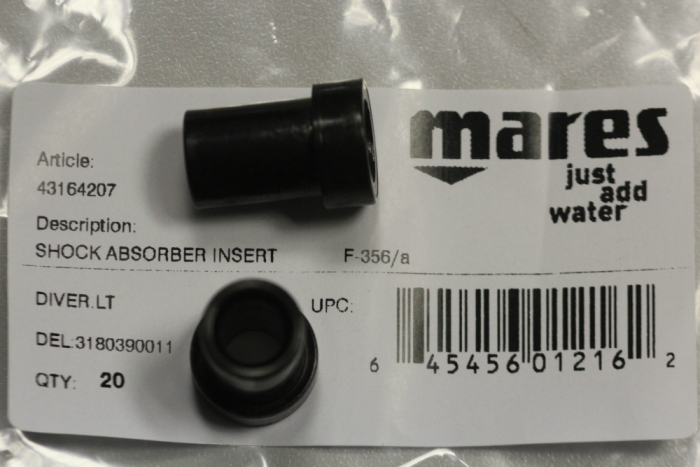 mares
just
add
water
Article:
43164207
Description:
SHOCK ABSORBER INSERT F-356/a
DIVER.LT UPC:
DEL:3180390011
QTY: 20
6 45456 01216 2